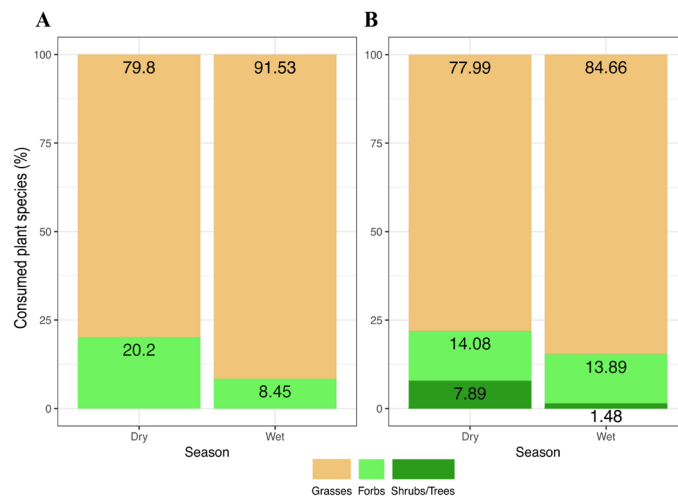 A B
Consumed plant species (%)
100
75
50
25
0
79.8 91.53
20.2 8.45
Dry Wet
Season
100
75
50
25
0
77.99 84.66
14.08 13.89
7.89 1.48
Dry Wet
Season
Grasses Forbs Shrubs/Trees